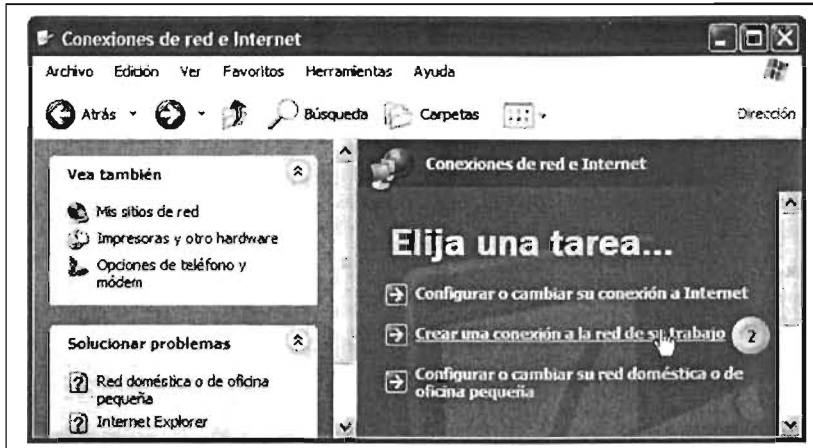 Conexiones de red e Internet
Archivo Edición Ver Favoritos Herramientas Ayuda
Atrás Búsqueda Carpetas Dirección
Vea también
Mis sitios de red
Impresoras y otro hardware
Opciones de teléfono y
módem
Solucionar problemas
Red doméstica o de oficina
pequeña
Internet Explorer
Conexiones de red e Internet
Elija una tarea...
Configurar o cambiar su conexión a Internet
Crear una conexión a la red de su trabajo 2
Configurar o cambiar su red doméstica o de
oficina pequeña